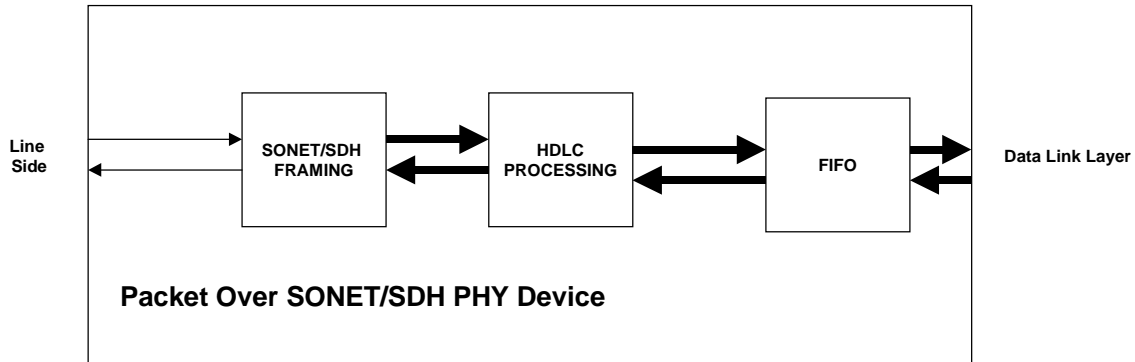 Line
Side
SONET/SDH
FRAMING
HDLC
PROCESSING
FIFO
Data Link Layer
Packet Over SONET/SDH PHY Device